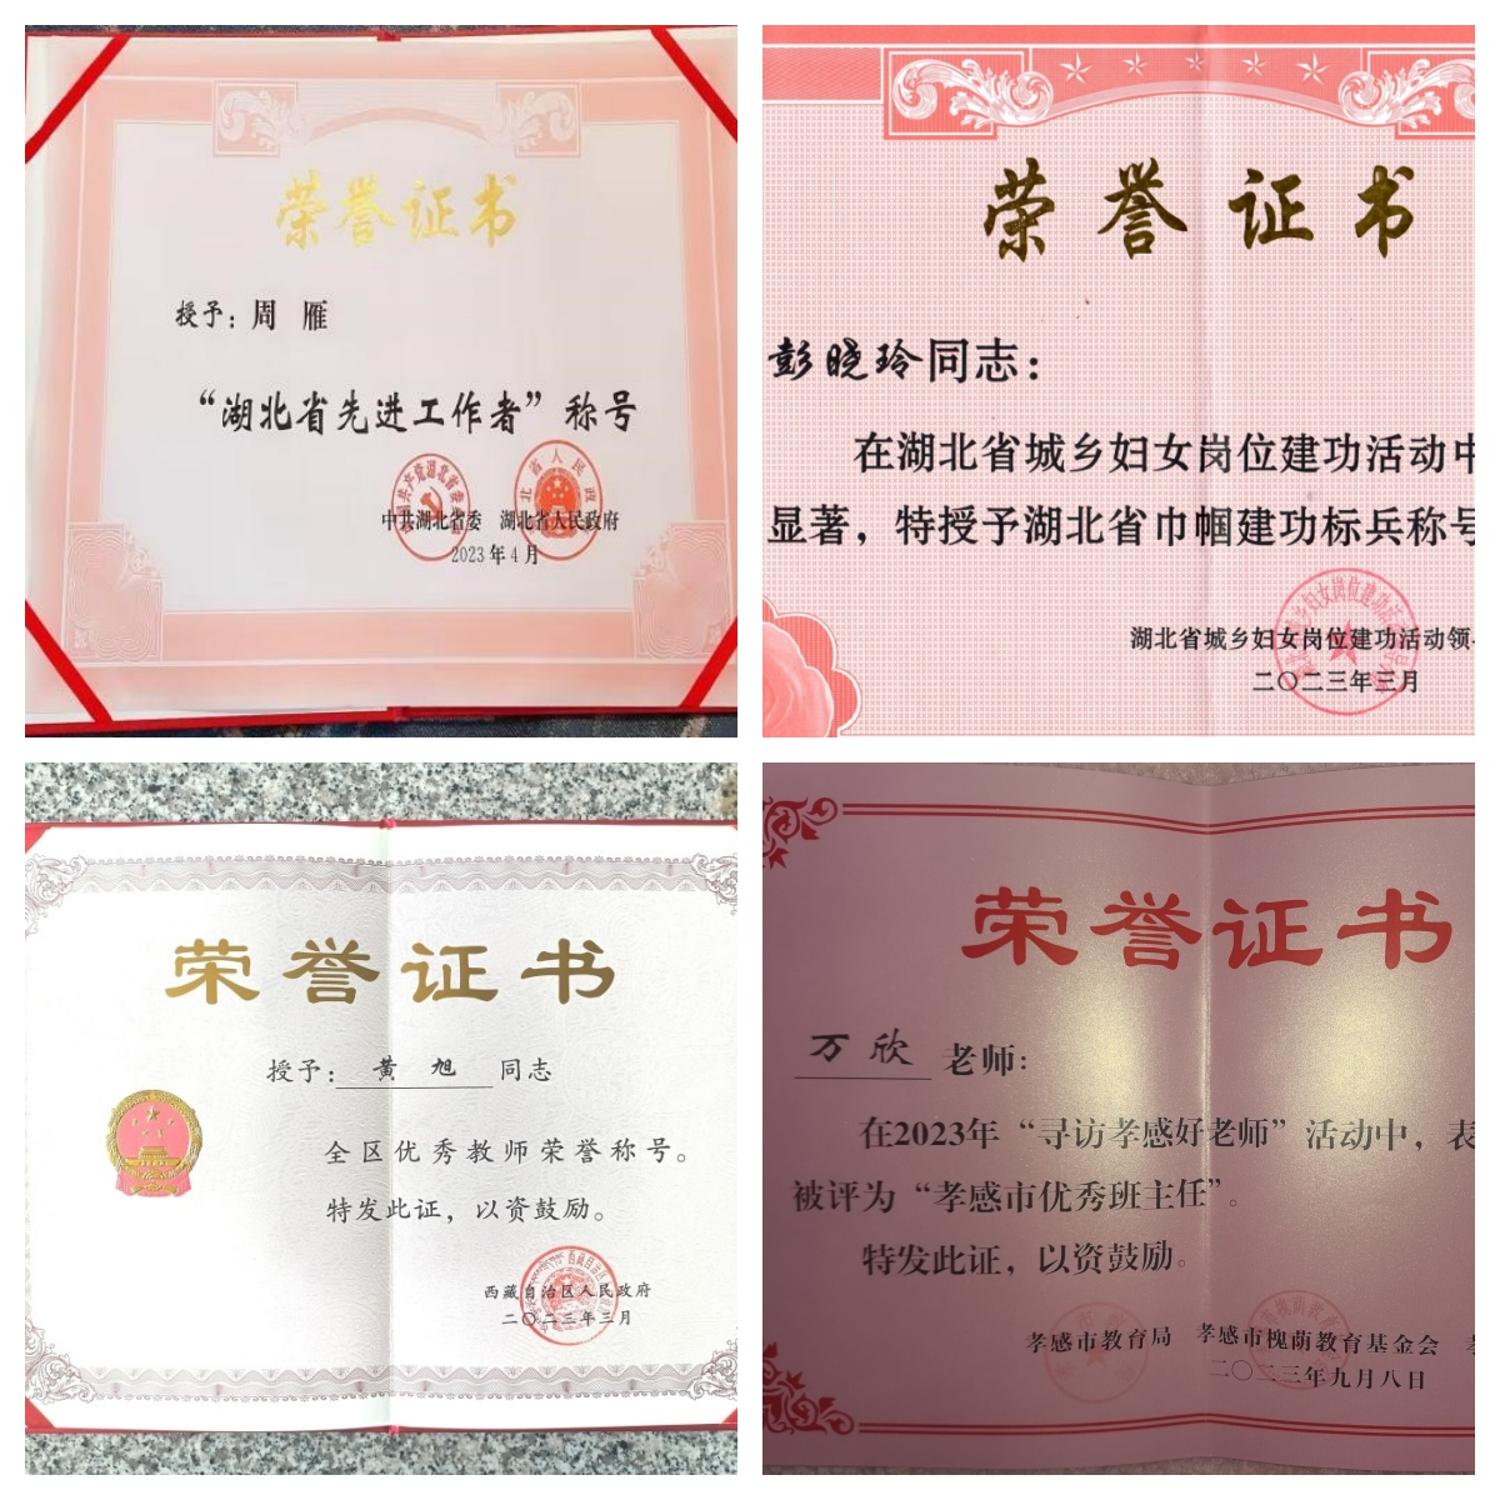 荣誉证书
授予：周 雁
“湖北省先进工作者”称号
中共湖北省委 湖北省人民政府
2023年4月
荣誉证书
彭晓玲同志：
在湖北省城乡妇女岗位建功活动中
显著，特授予湖北省巾帼建功标兵称号
湖北省城乡妇女岗位建功活动领
二〇二三年三月
荣誉证书
授予：黄 旭 同志
全区优秀教师荣誉称号。
特发此证，以资鼓励。
西藏自治区人民政府
二〇二三年三月
荣誉证书
万欣 老师：
在2023年“寻访孝感好老师”活动中，表
被评为“孝感市优秀班主任”。
特发此证，以资鼓励。
孝感市教育局 孝感市槐荫教育基金会
二〇二三年九月八日